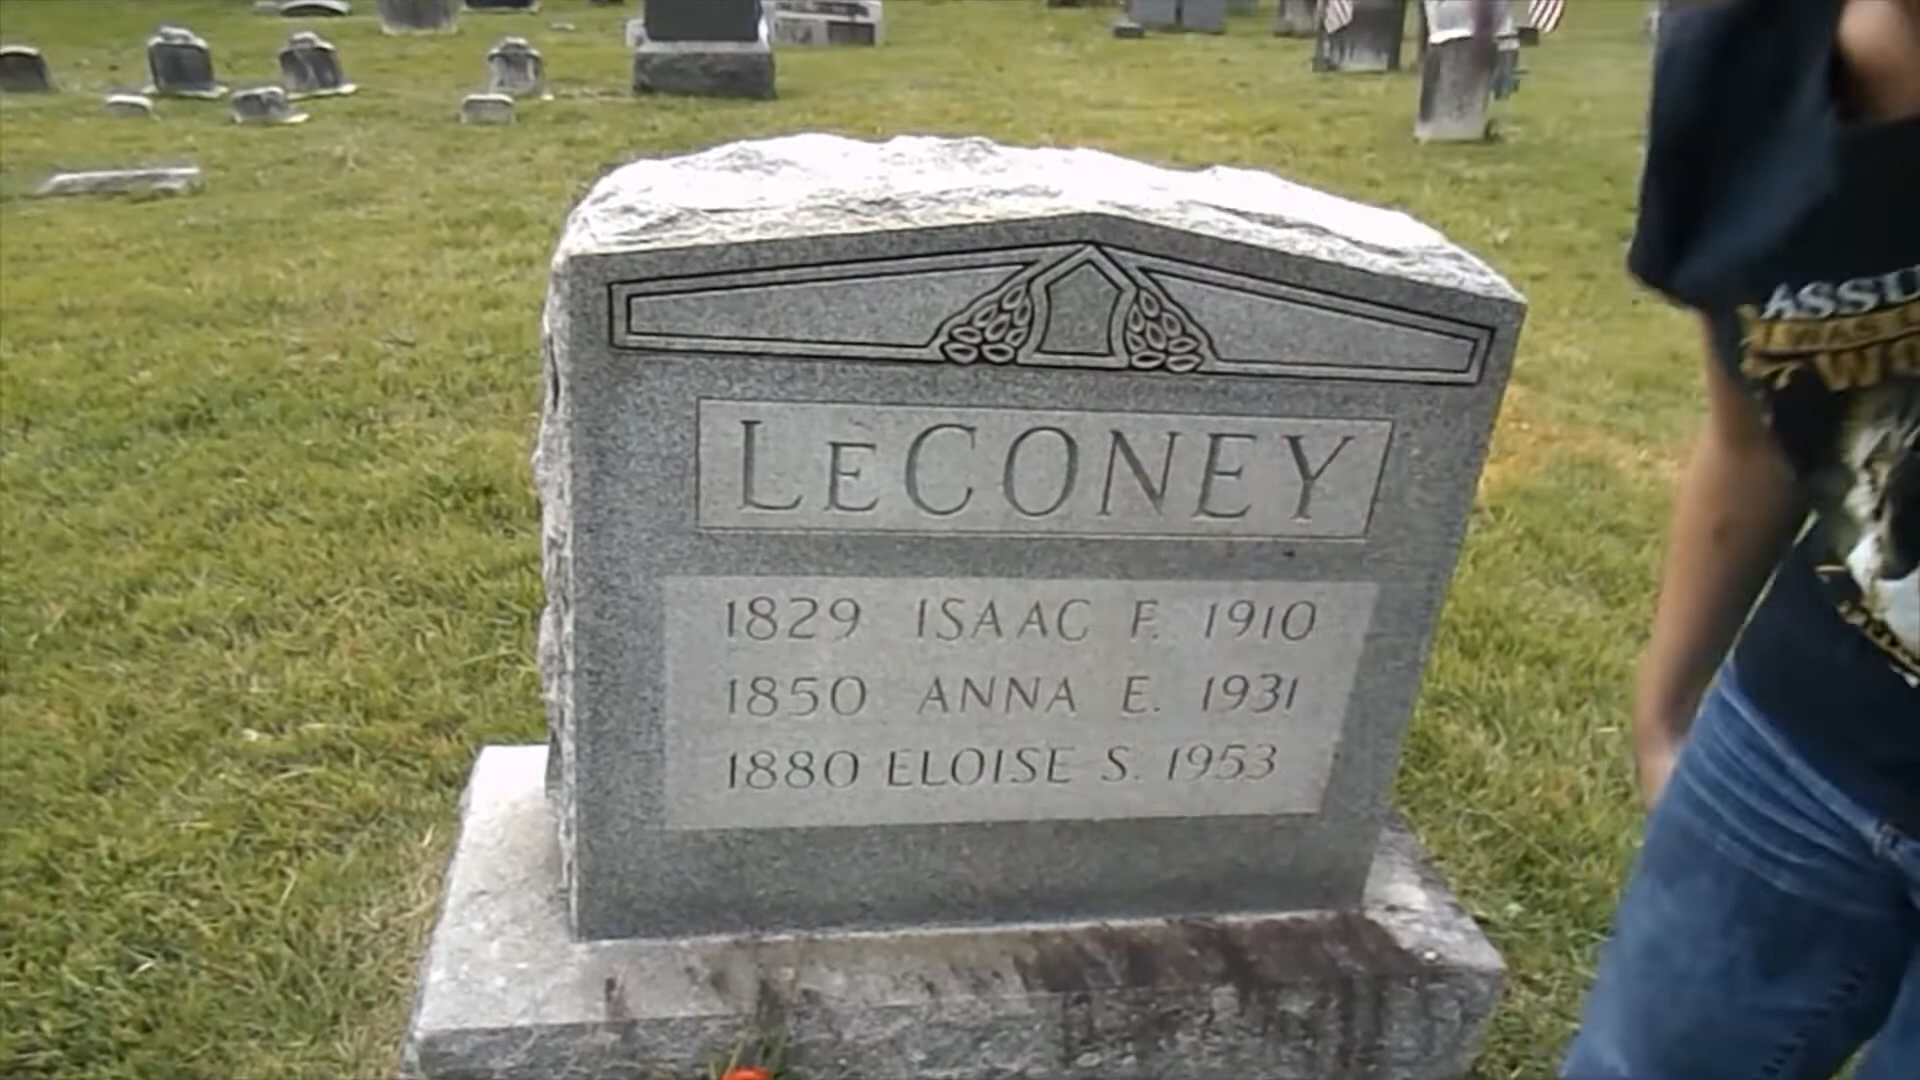 LeCONEY
1829 ISAAC F. 1910
1850 ANNA E. 1931
1880 ELOISE S. 1953